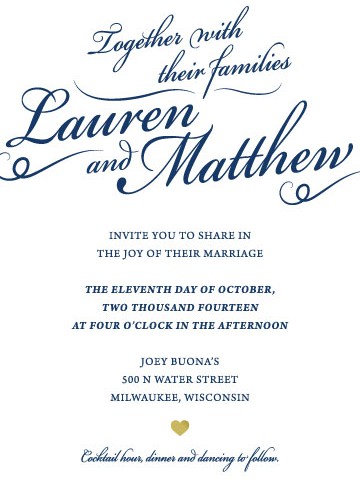 Together with
their families
Lauren
and Matthew
INVITE YOU TO SHARE IN
THE JOY OF THEIR MARRIAGE
THE ELEVENTH DAY OF OCTOBER,
TWO THOUSAND FOURTEEN
AT FOUR O'CLOCK IN THE AFTERNOON
JOEY BUONA'S
500 N WATER STREET
MILWAUKEE, WISCONSIN
Cocktail hour, dinner and dancing to follow.